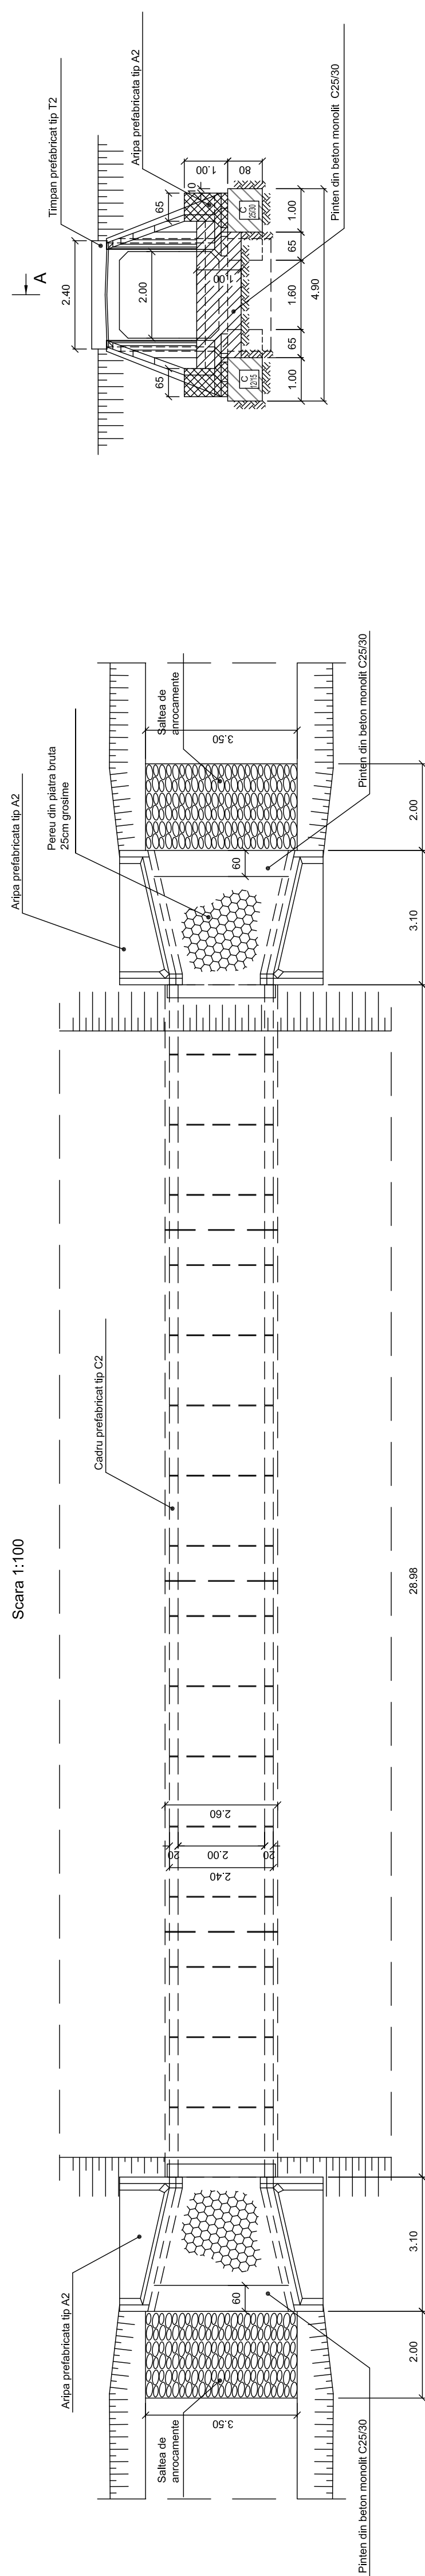 Scara 1:100
Aripa prefabricata tip A2
Saltea de
anrocamente
3.50
60
Pinten din beton monolit C25/30
2.00
3.10
28.98
3.10
2.00
20
2.00
20
2.40
2.60
Cadru prefabricat tip C2
Aripa prefabricata tip A2
Pereu din piatra bruta
25cm grosime
Saltea de
anrocamente
3.50
60
Pinten din beton monolit C25/30
A
Timpan prefabricat tip T2
Aripa prefabricata tip A2
2.40
2.00
65
65
10
1.00
80
1.00
C
12/15
C
25/30
1.00
65
1.60
65
1.00
4.90
Pinten din beton monolit C25/30